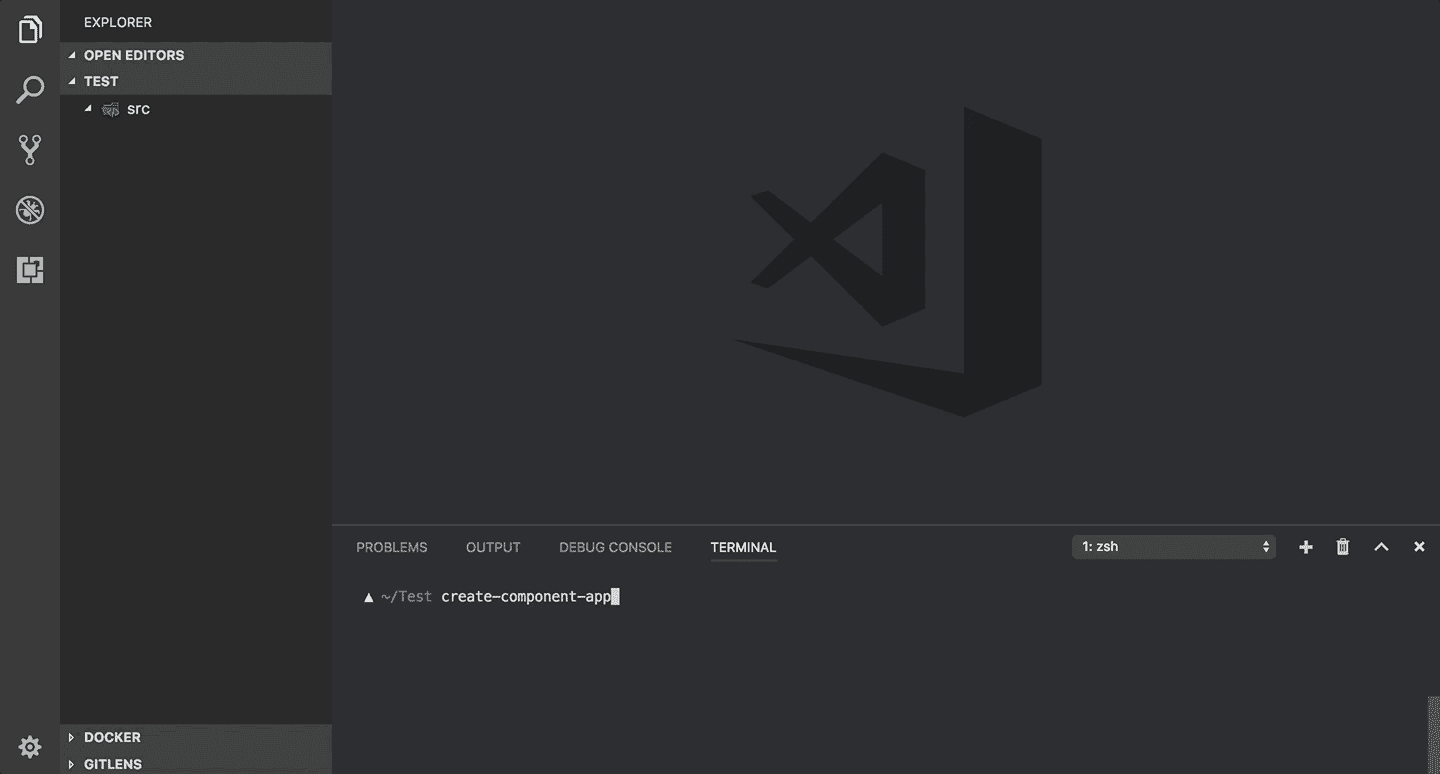 EXPLORER
OPEN EDITORS
TEST
src
DOCKER
GITLENS
PROBLEMS OUTPUT DEBUG CONSOLE TERMINAL 1: zsh
▲ ~/Test create-component-app